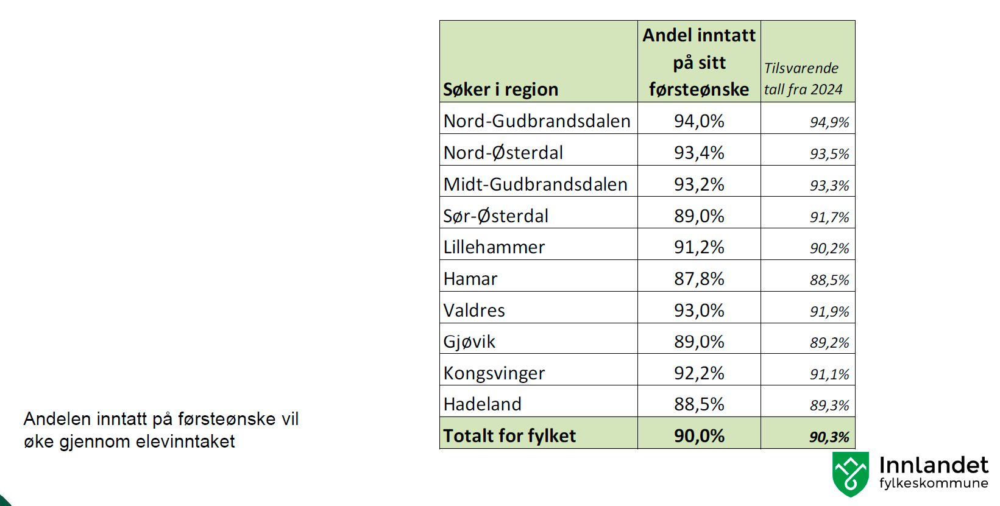 Andel inntatt
på sitt
førsteønske
Tilsvarende
tall fra 2024
Søker i region
Nord-Gudbrandsdalen 94,0% 94,9%
Nord-Østerdal 93,4% 93,5%
Midt-Gudbrandsdalen 93,2% 93,3%
Sør-Østerdal 89,0% 91,7%
Lillehammer 91,2% 90,2%
Hamar 87,8% 88,5%
Valdres 93,0% 91,9%
Gjøvik 89,0% 89,2%
Kongsvinger 92,2% 91,1%
Hadeland 88,5% 89,3%
Totalt for fylket 90,0% 90,3%
Andelen inntatt på førsteønske vil
øke gjennom elevinntaket
Innlandet
fylkeskommune